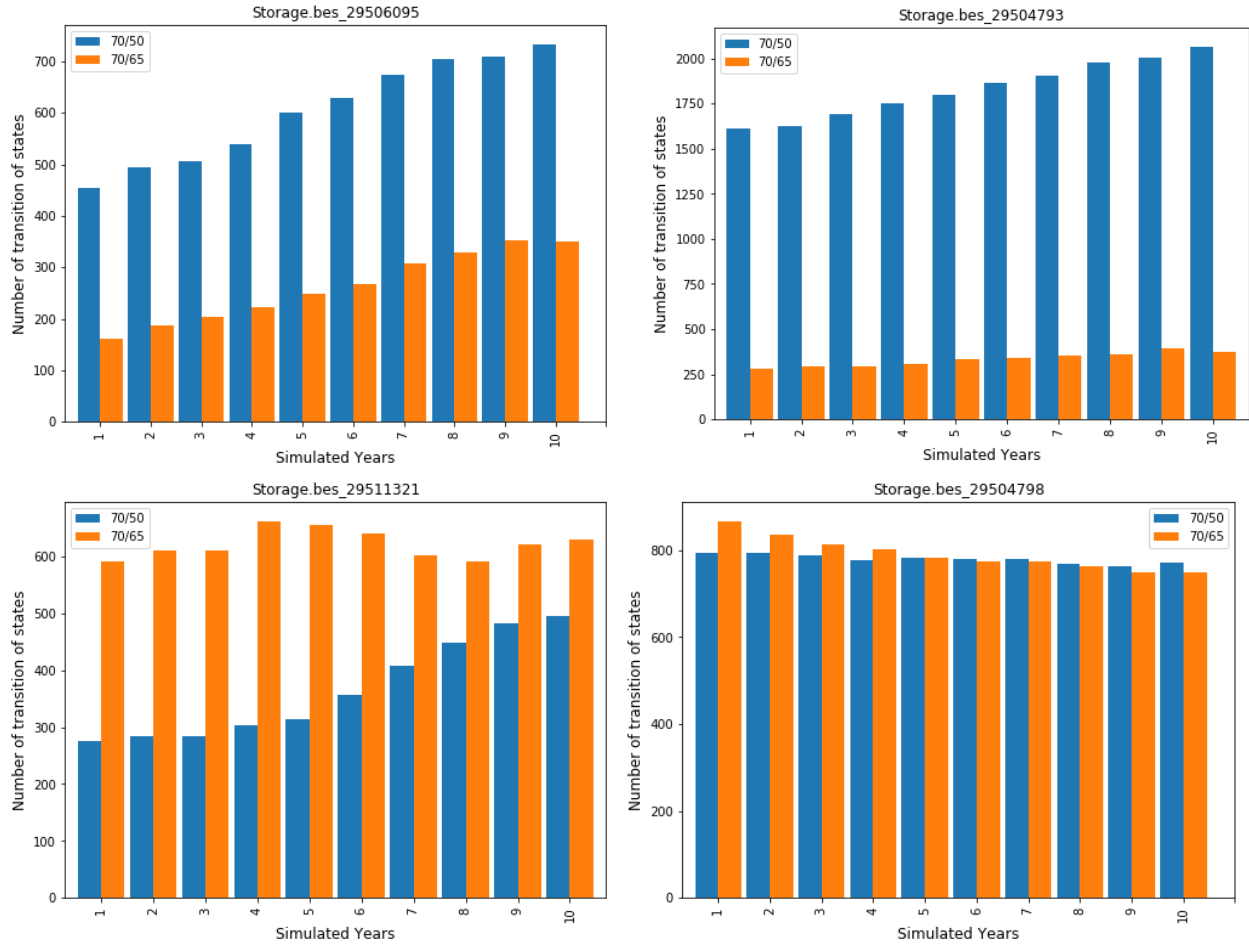 Storage.bes_29506095
70/50
70/65
Number of transition of states
700
600
500
400
300
200
100
0
1 2 3 4 5 6 7 8 9 10
Simulated Years
Storage.bes_29504793
70/50
70/65
Number of transition of states
2000
1750
1500
1250
1000
750
500
250
0
1 2 3 4 5 6 7 8 9 10
Simulated Years
Storage.bes_29511321
70/50
70/65
Number of transition of states
600
500
400
300
200
100
0
1 2 3 4 5 6 7 8 9 10
Simulated Years
Storage.bes_29504798
70/50
70/65
Number of transition of states
800
600
400
200
0
1 2 3 4 5 6 7 8 9 10
Simulated Years